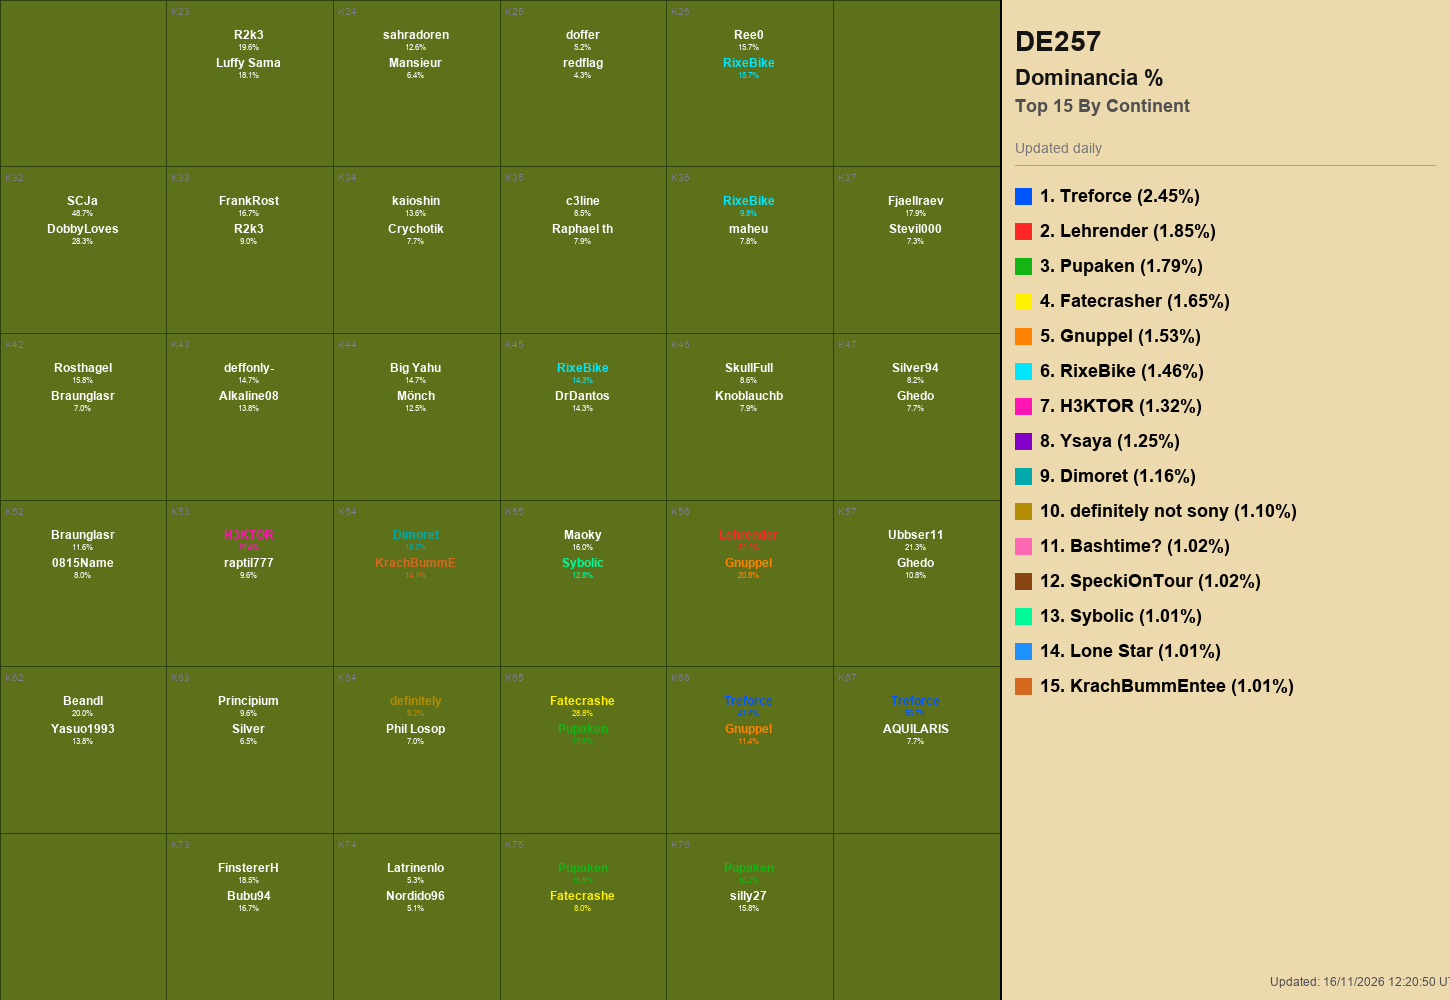 K23
R2k3
19.6%
Luffy Sama
18.1%
K24
sahradoren
12.6%
Mansieur
6.4%
K25
doffer
5.2%
redflag
4.3%
K26
Ree0
15.7%
RixeBike
15.7%
K32
SCJa
48.7%
DobbyLoves
28.3%
K33
FrankRost
16.7%
R2k3
9.0%
K34
kaioshin
13.6%
Crychotik
7.7%
K35
c3line
8.5%
Raphael th
7.9%
K36
RixeBike
9.8%
maheu
7.8%
K37
Fjaellraev
17.9%
Stevil000
7.3%
K42
Rosthagel
15.8%
Braunglasr
7.0%
K43
deffonly-
14.7%
Alkaline08
13.8%
K44
Big Yahu
14.7%
Mönch
12.5%
K45
RixeBike
14.3%
DrDantos
14.3%
K46
SkullFull
8.6%
Knoblauchb
7.9%
K47
Silver94
8.2%
Ghedo
7.7%
K52
Braunglasr
11.6%
0815Name
8.0%
K53
H3KTOR
raptil777
9.6%
K54
Dimoret
KrachBummE
14.1%
K55
Maoky
16.0%
Sybolic
12.8%
K56
Lehrender
Gnuppel
20.8%
K57
Ubbser11
21.3%
Ghedo
10.8%
K62
Beandl
20.0%
Yasuo1993
13.8%
K63
Principium
9.6%
Silver
6.5%
K64
definitely
9.2%
Phil Losop
7.0%
K65
Fatecrashe
28.8%
Pupaken
K66
Treforce
Gnuppel
11.4%
K67
Treforce
AQUILARIS
7.7%
K73
FinstererH
18.5%
Bubu94
16.7%
K74
Latrinenlo
5.3%
Nordido96
5.1%
K75
Pupaken
Fatecrashe
8.0%
K76
Pupaken
silly27
15.8%
DE257
Dominancia %
Top 15 By Continent
Updated daily
1. Treforce (2.45%)
2. Lehrender (1.85%)
3. Pupaken (1.79%)
4. Fatecrasher (1.65%)
5. Gnuppel (1.53%)
6. RixeBike (1.46%)
7. H3KTOR (1.32%)
8. Ysaya (1.25%)
9. Dimoret (1.16%)
10. definitely not sony (1.10%)
11. Bashtime? (1.02%)
12. SpeckiOnTour (1.02%)
13. Sybolic (1.01%)
14. Lone Star (1.01%)
15. KrachBummEntee (1.01%)
Updated: 16/11/2026 12:20:50